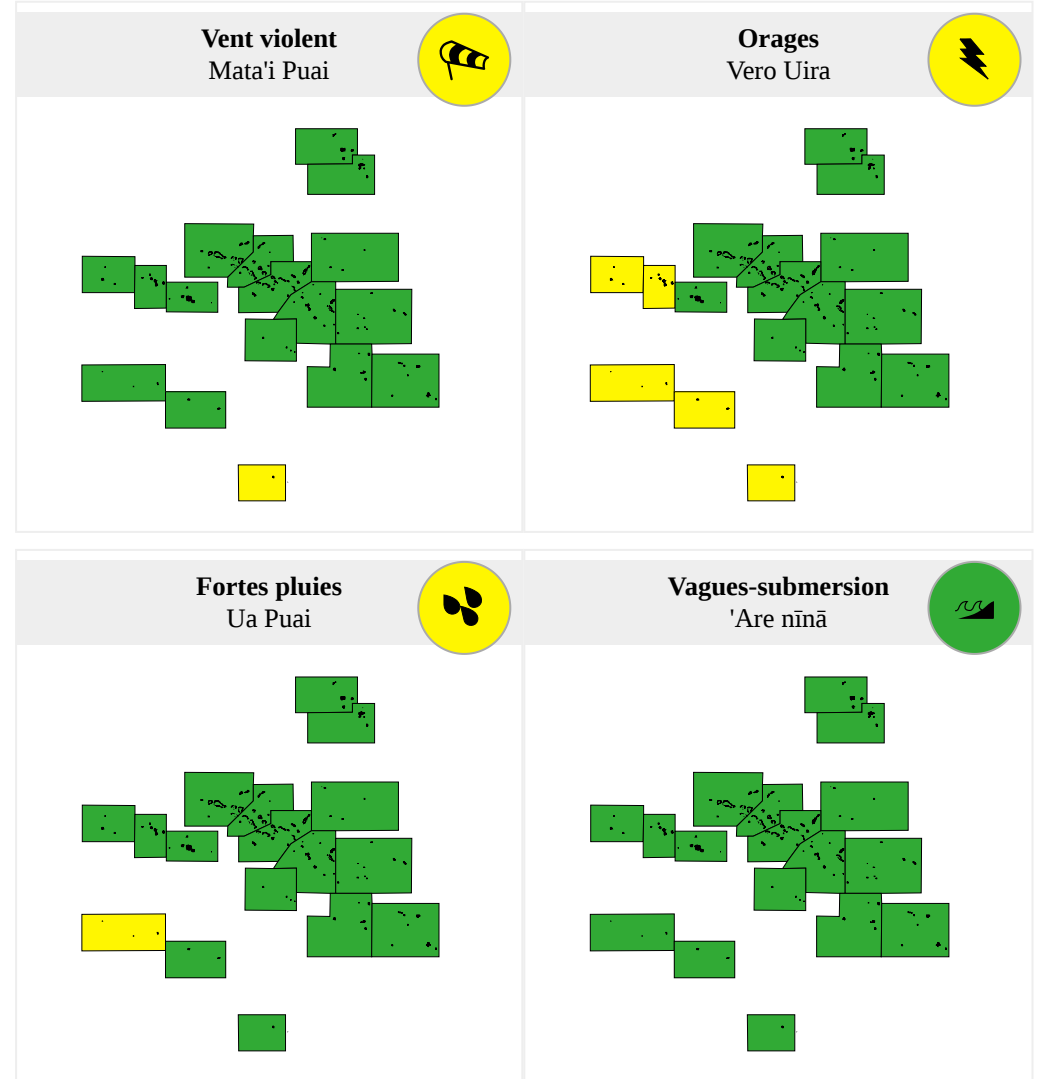 Vent violent
Mata'i Puai
Orages
Vero Uira
Fortes pluies
Ua Puai
Vagues-submersion
'Are nīnā